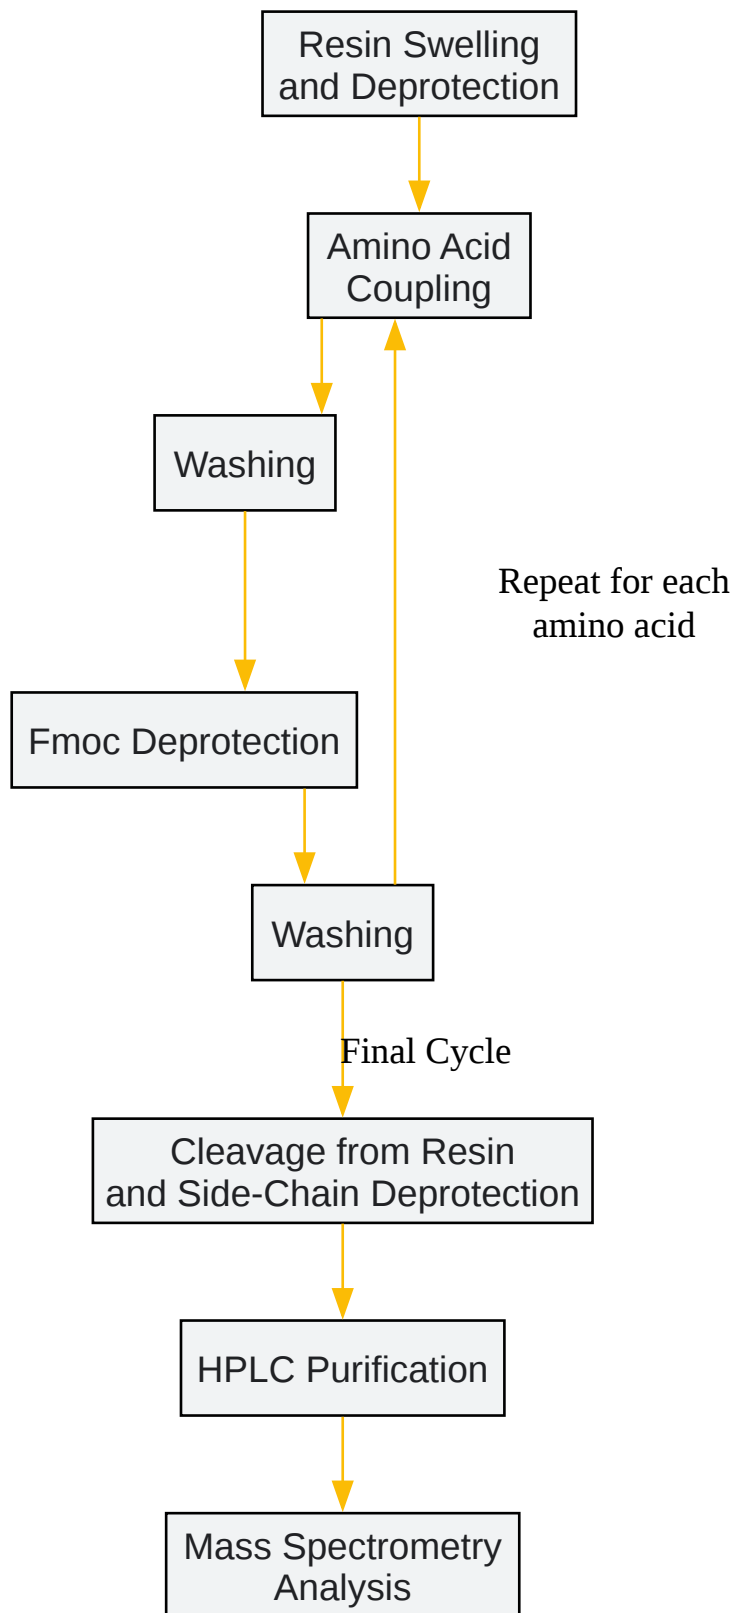 Resin Swelling
and Deprotection
Amino Acid
Coupling
Washing
Repeat for each
amino acid
Fmoc Deprotection
Washing
Final Cycle
Cleavage from Resin
and Side-Chain Deprotection
HPLC Purification
Mass Spectrometry
Analysis